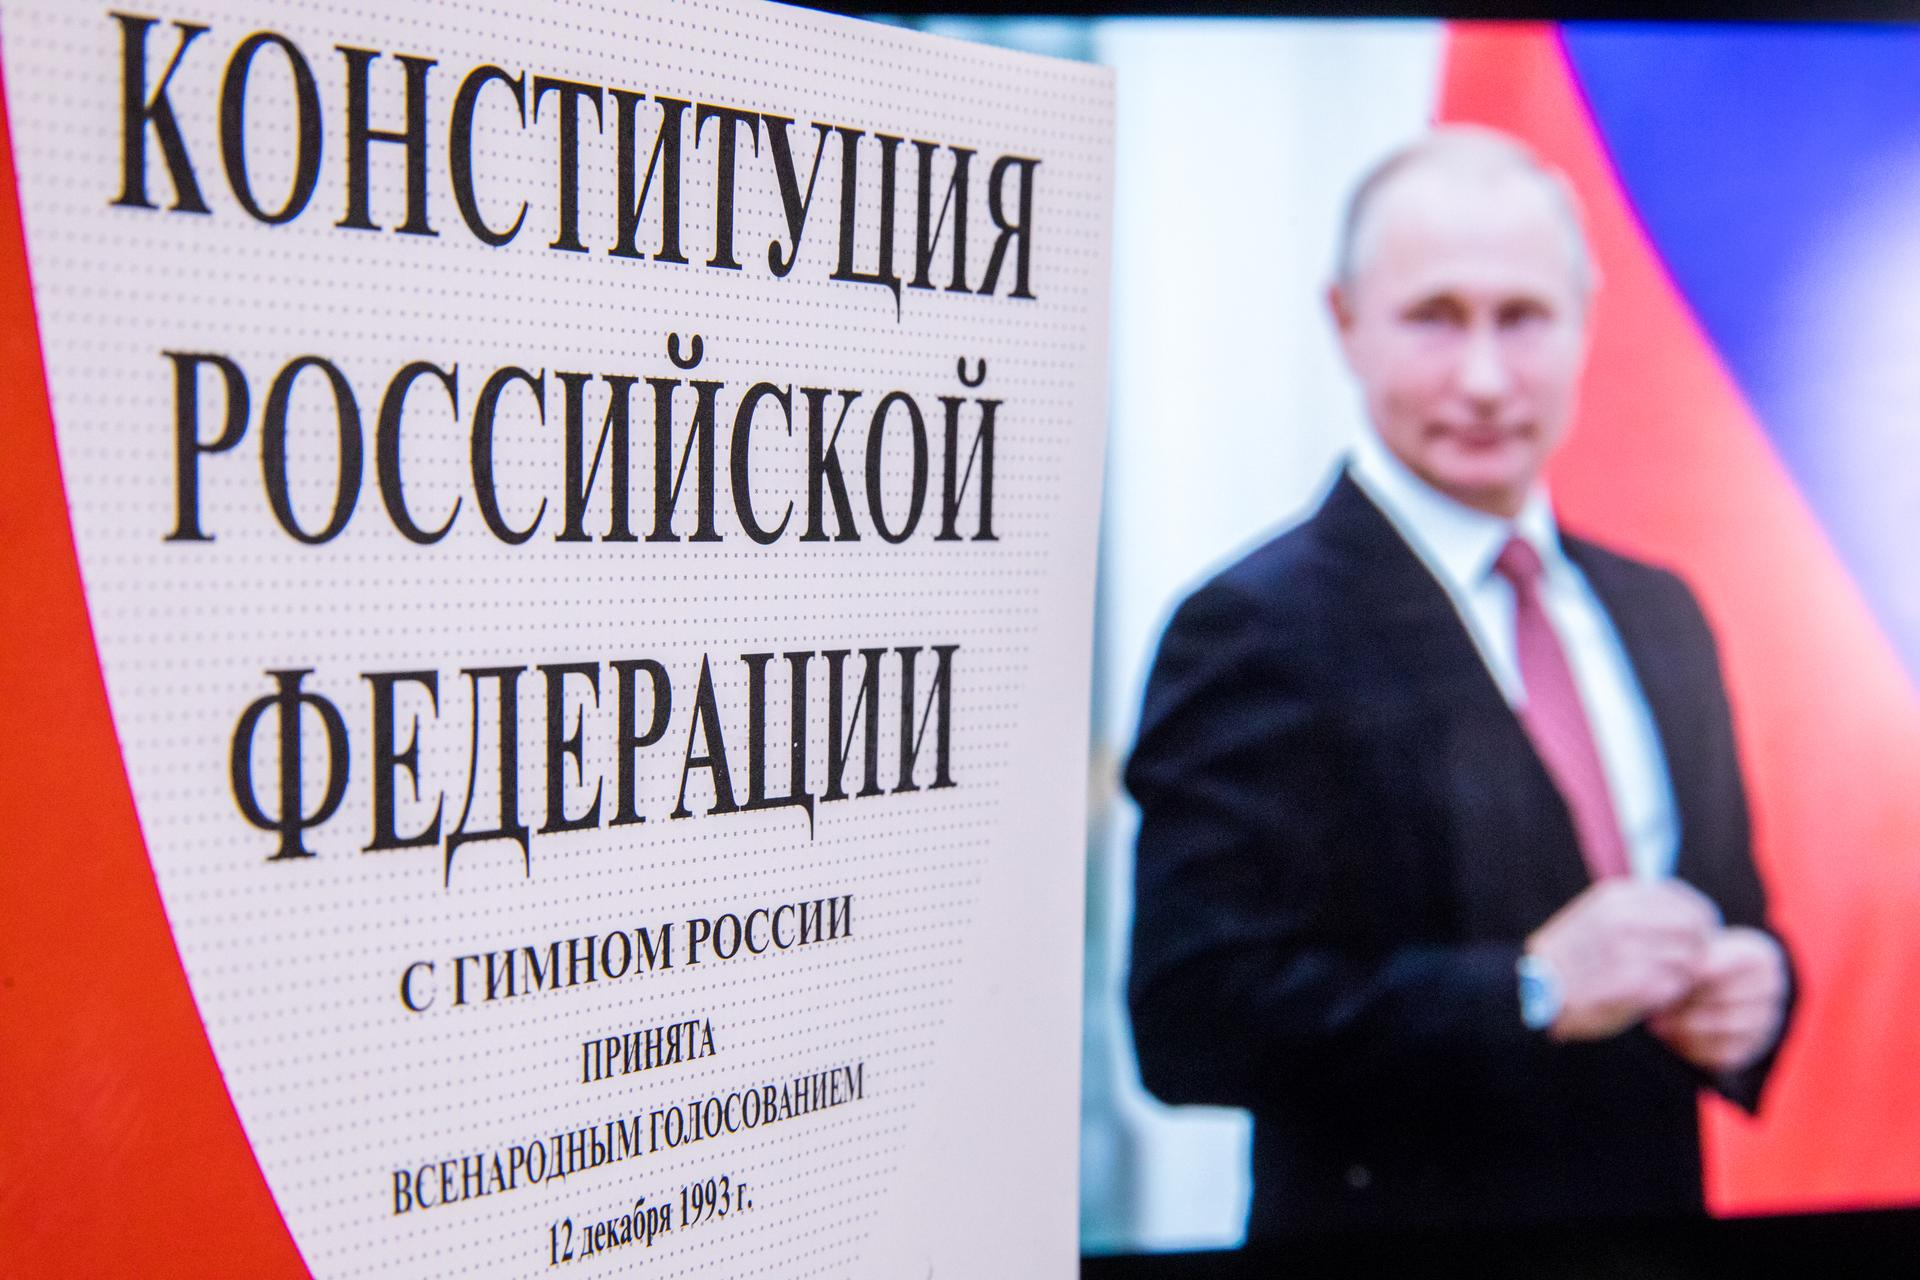 КОНСТИТУЦИЯ
РОССИЙСКОЙ
ФЕДЕРАЦИИ
С ГИМНОМ РОССИИ
ПРИНЯТА
ВСЕНАРОДНЫМ ГОЛОСОВАНИЕМ
12 декабря 1993 г.